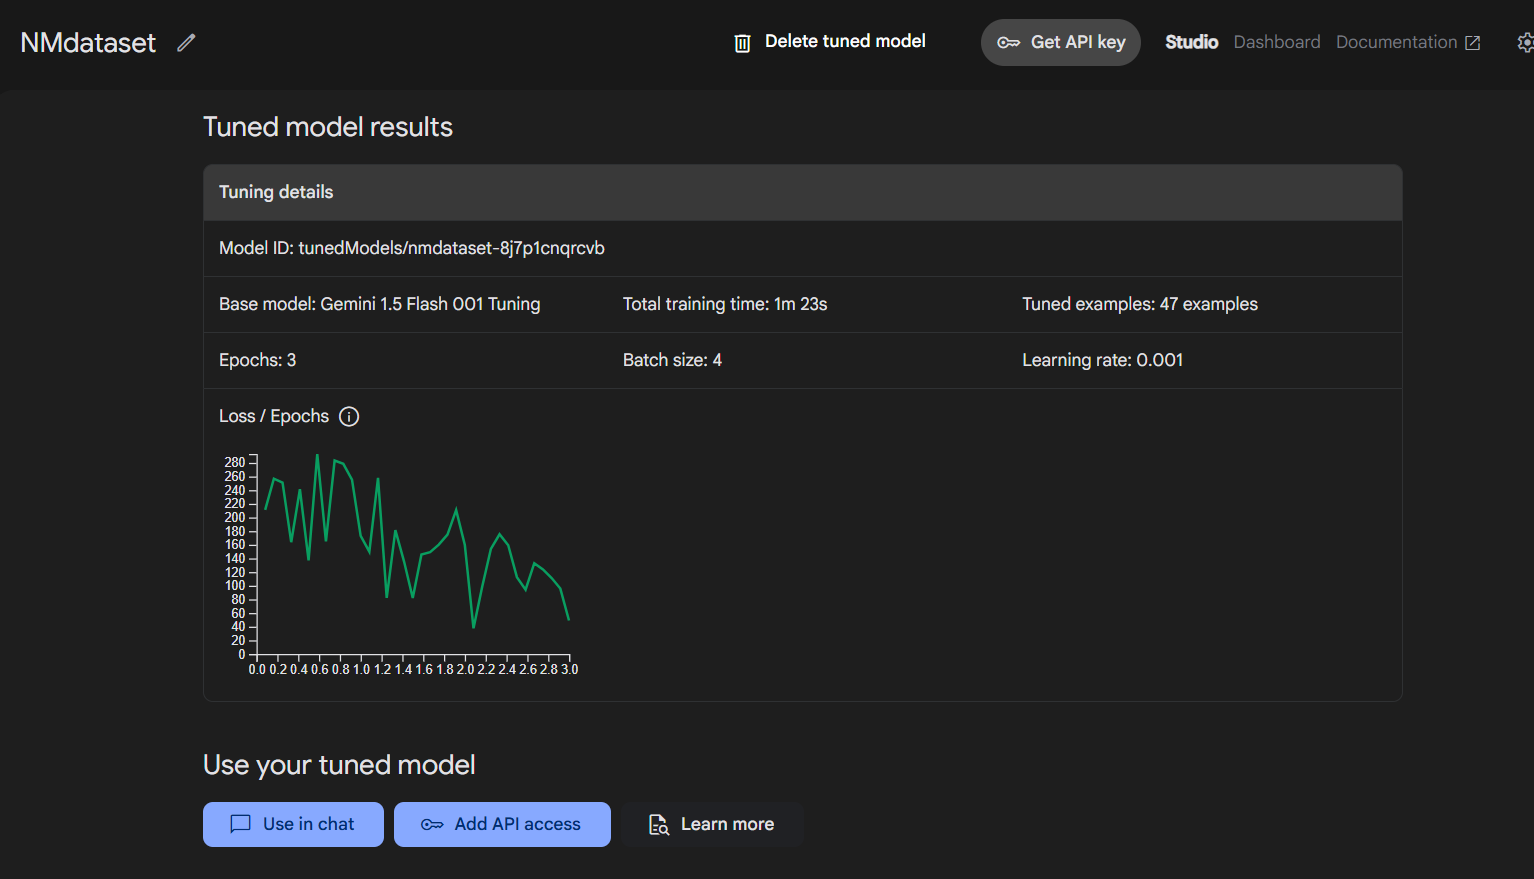 NMdataset
Delete tuned model
Get API key
Studio
Dashboard
Documentation
Tuned model results
Tuning details
Model ID: tunedModels/nmdataset-8j7p1cnqrcvb
Base model: Gemini 1.5 Flash 001 Tuning
Total training time: 1m 23s
Tuned examples: 47 examples
Epochs: 3
Batch size: 4
Learning rate: 0.001
Loss / Epochs
280
260
240
220
200
180
160
140
120
100
80
60
40
20
0
0.0 0.2 0.4 0.6 0.8 1.0 1.2 1.4 1.6 1.8 2.0 2.2 2.4 2.6 2.8 3.0
Use your tuned model
Use in chat
Add API access
Learn more